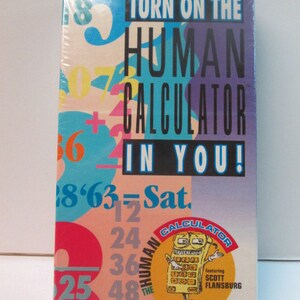 TURN ON THE
HUMAN
CALCULATOR
IN YOU!
28'63=Sat.
12
24
36
48
25
THE HUMAN CALCULATOR
featuring
SCOTT
FLANSBURG